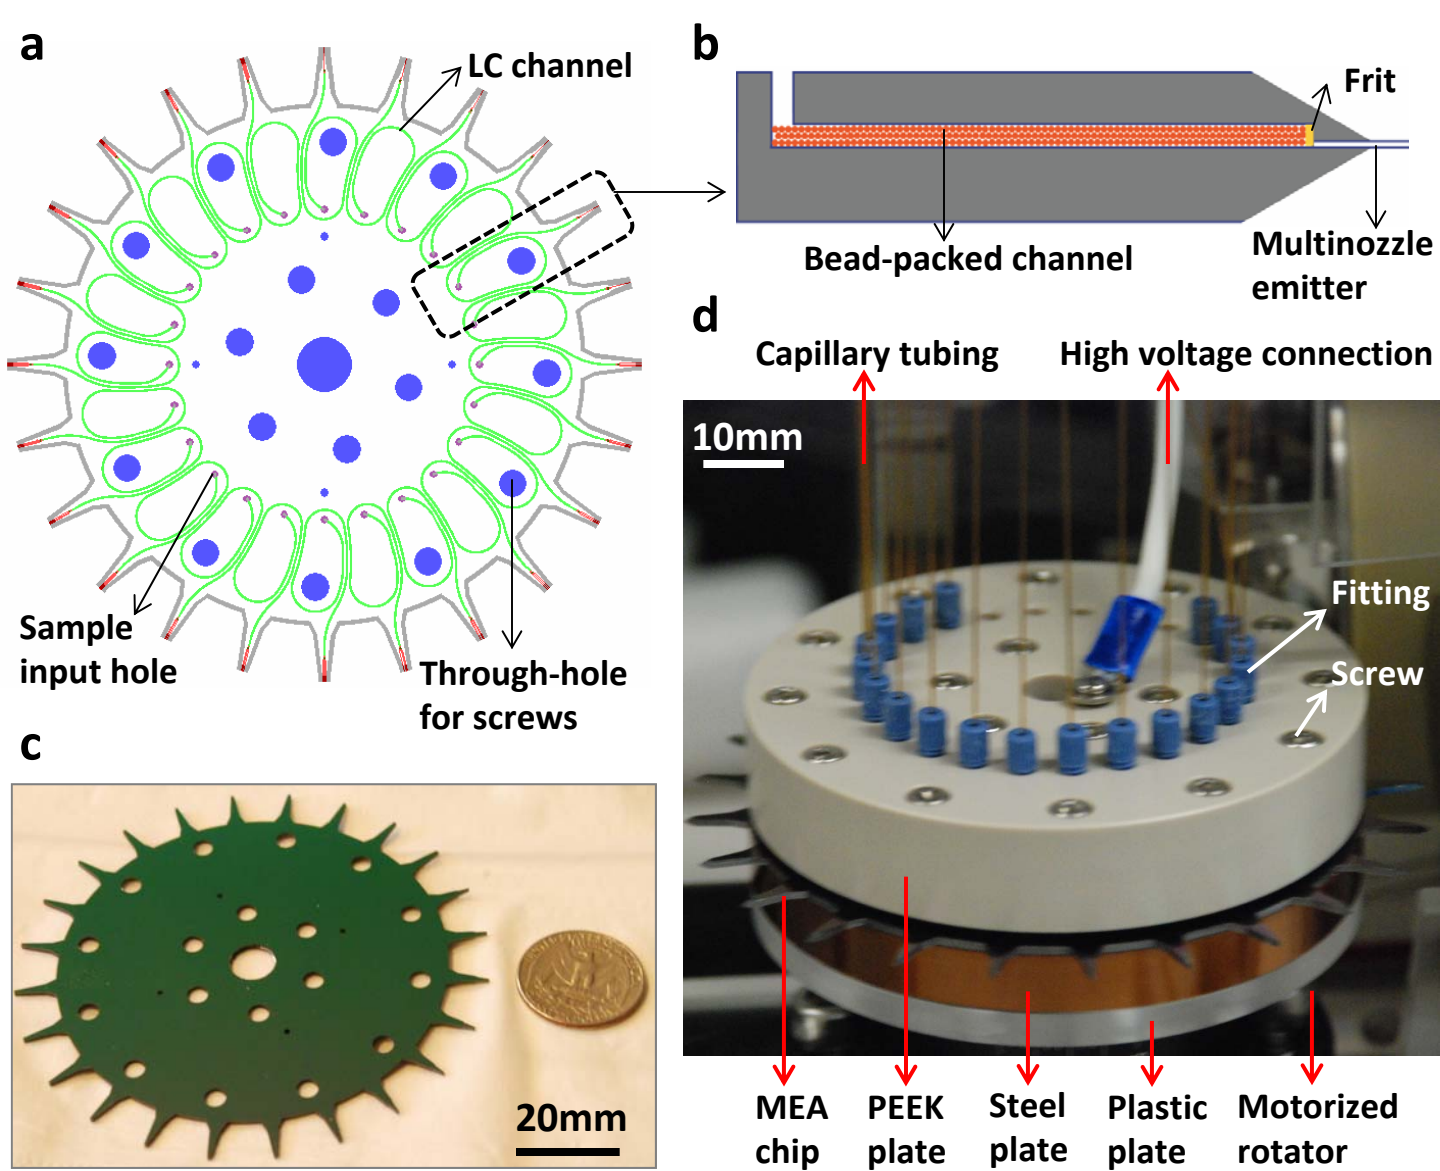 a
LC channel
Sample
input hole
Through-hole
for screws
b
Frit
Bead-packed channel
Multinozzle
emitter
c
20mm
d
Capillary tubing
High voltage connection
10mm
Fitting
Screw
MEA
chip
PEEK
plate
Steel
plate
Plastic
plate
Motorized
rotator